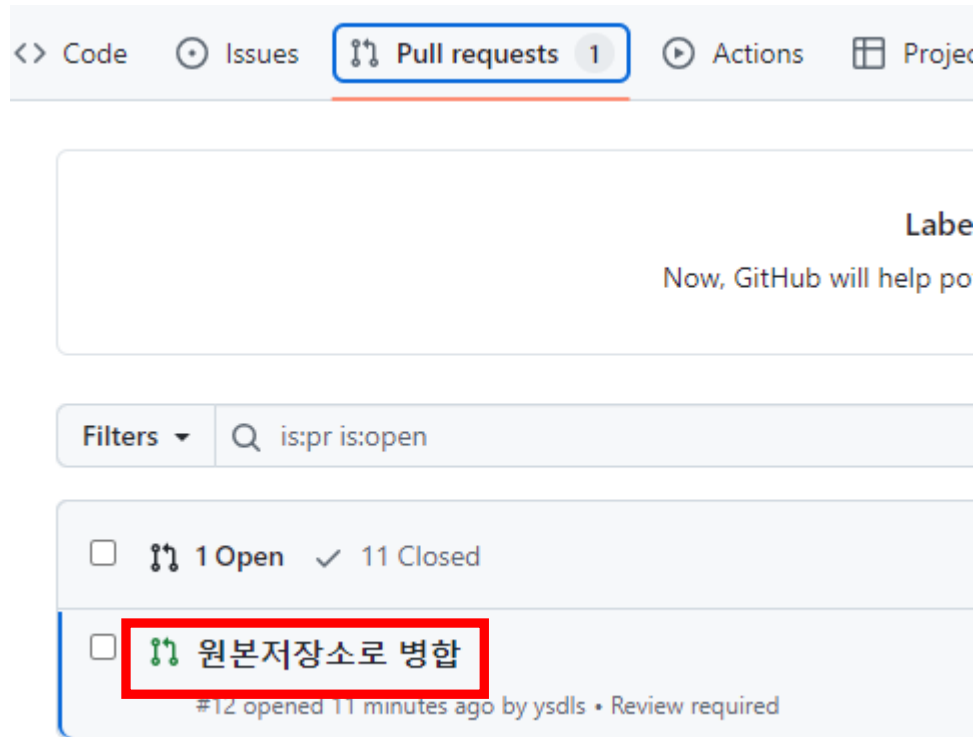 <> Code Issues Pull requests 1 Actions Projec
Labe
Now, GitHub will help po
Filters is:pr is:open
1 Open 11 Closed
원본저장소로 병합
#12 opened 11 minutes ago by ysdls • Review required